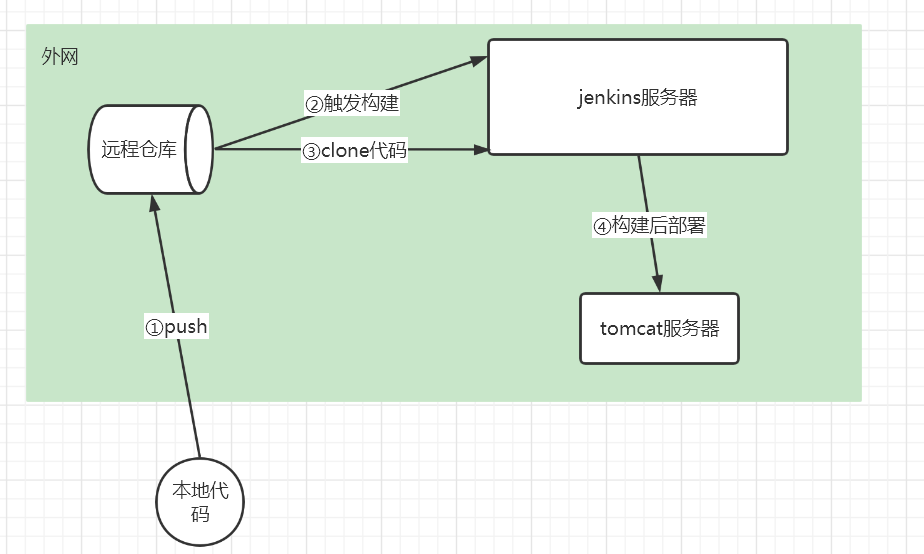 外网
jenkins服务器
②触发构建
远程仓库
③clone代码
④构建后部署
①push
tomcat服务器
本地代
码